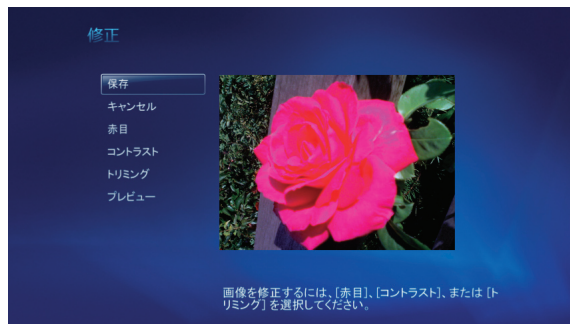 修正
保存
キャンセル
赤目
コントラスト
トリミング
プレビュー
画像を修正するには、[赤目]、[コントラスト]、または [ト
リミング] を選択してください。